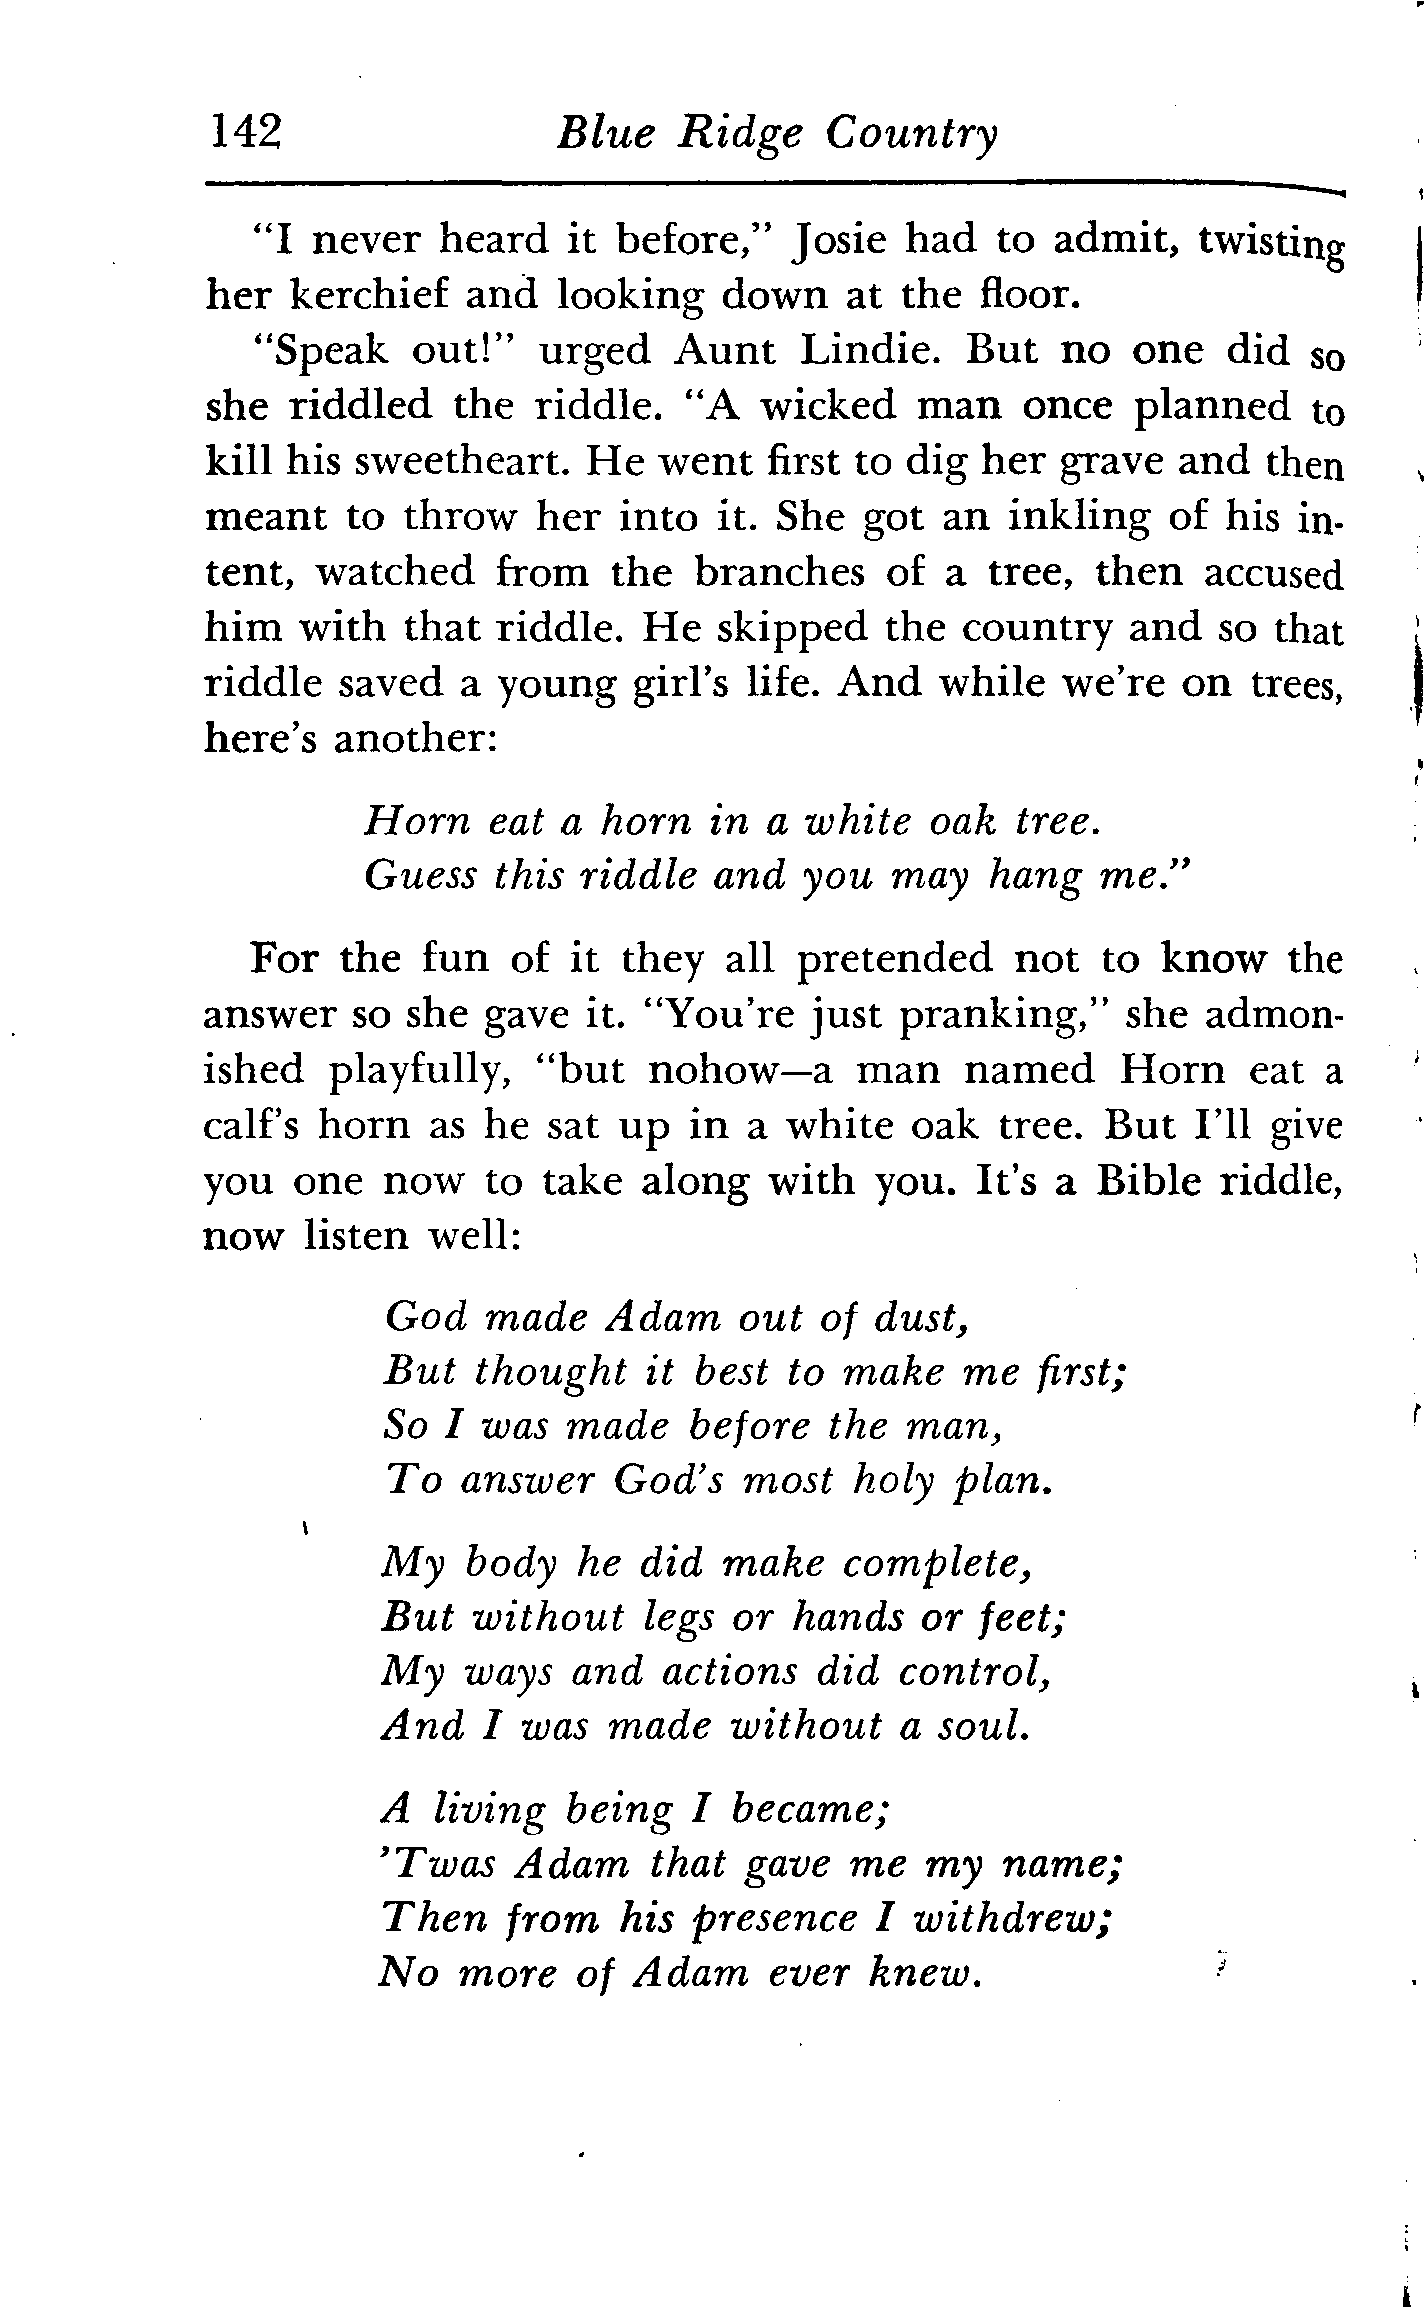 142 Blue Ridge Country
"I never heard it before," Josie had to admit, twisting
her kerchief and looking down at the floor.
"Speak out!" urged Aunt Lindie. But no one did so
she riddled the riddle. "A wicked man once planned to
kill his sweetheart. He went first to dig her grave and then
meant to throw her into it. She got an inkling of his in-
tent, watched from the branches of a tree, then accused
him with that riddle. He skipped the country and so that
riddle saved a young girl's life. And while we're on trees,
here's another:
Horn eat a horn in a white oak tree.
Guess this riddle and you may hang me."
For the fun of it they all pretended not to know the
answer so she gave it. "You're just pranking," she admon-
ished playfully, "but nohow—a man named Horn eat a
calf's horn as he sat up in a white oak tree. But I'll give
you one now to take along with you. It's a Bible riddle,
now listen well:
God made Adam out of dust,
But thought it best to make me first;
So I was made before the man,
To answer God's most holy plan.
My body he did make complete,
But without legs or hands or feet;
My ways and actions did control,
And I was made without a soul.
A living being I became;
'Twas Adam that gave me my name;
Then from his presence I withdrew;
No more of Adam ever knew.